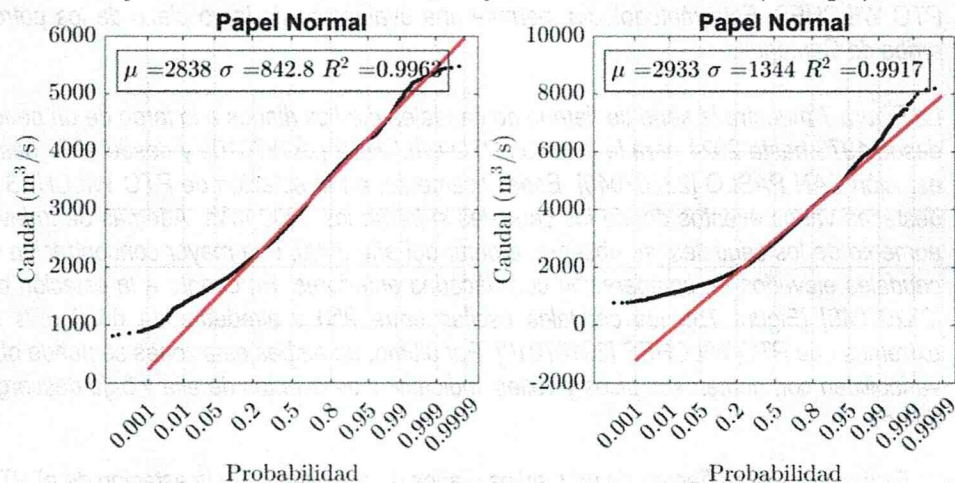 Papel Normal
μ =2838 σ =842.8 R² =0.9963
6000
5000
4000
3000
2000
1000
0
Caudal (m³/s)
0.001 0.01 0.05 0.2 0.5 0.8 0.95 0.99 0.999 0.9999
Probabilidad
Papel Normal
μ =2933 σ =1344 R² =0.9917
10000
8000
6000
4000
2000
0
-2000
Caudal (m³/s)
0.001 0.01 0.05 0.2 0.5 0.8 0.95 0.99 0.999 0.9999
Probabilidad